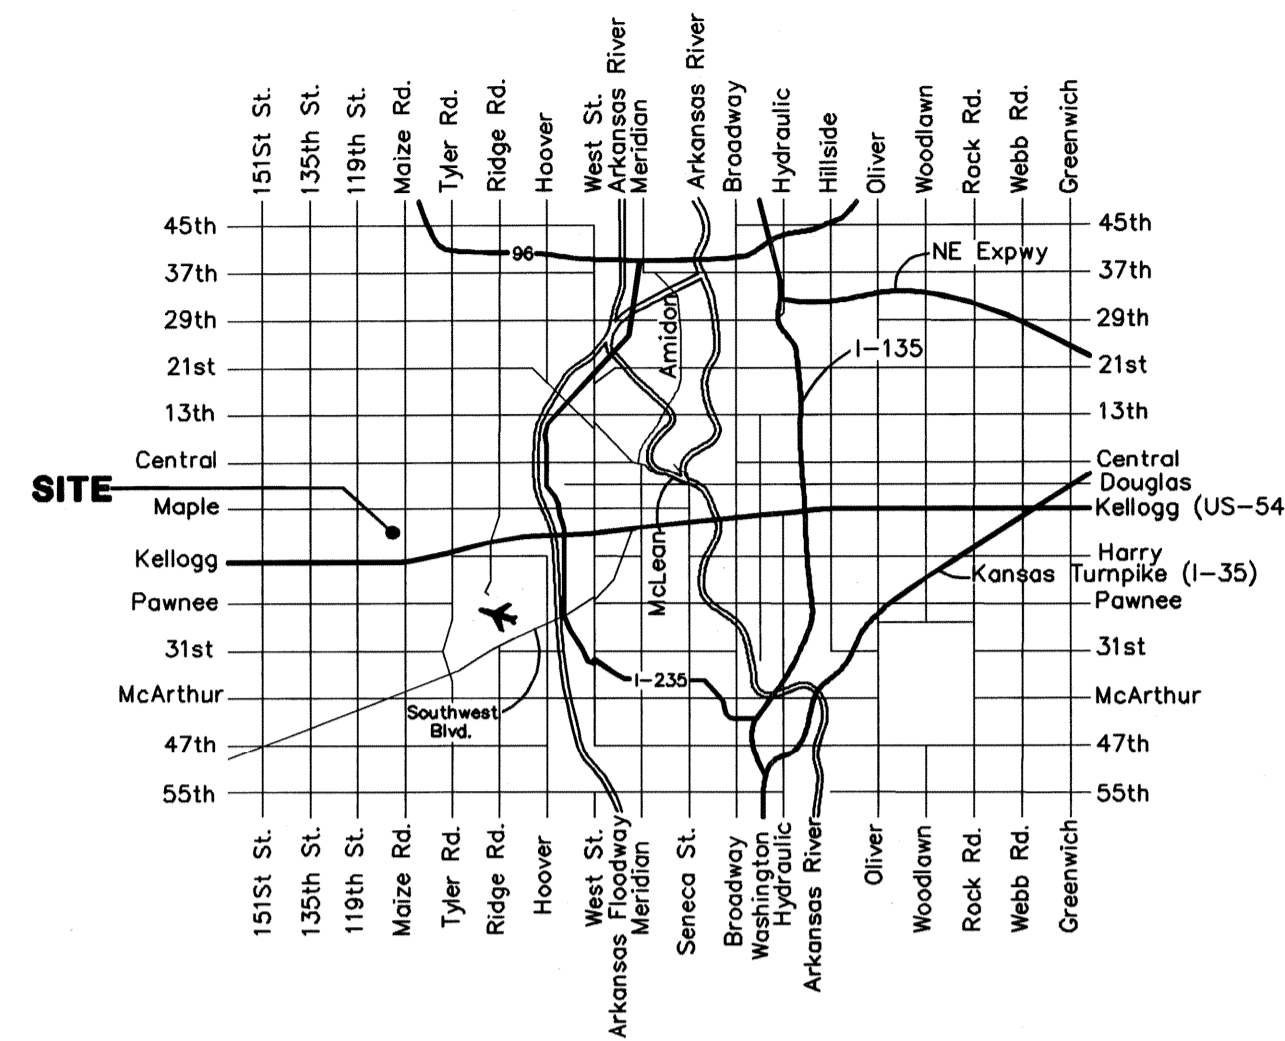 151St St.
135th St.
119th St.
Maize Rd.
Tyler Rd.
Ridge Rd.
Hoover
West St.
Arkansas River
Meridian
Arkansas River
Broadway
Hydraulic
Hillside
Oliver
Woodlawn
Rock Rd.
Webb Rd.
Greenwich
45th
45th
NE Expwy
96
37th
37th
29th
Amidon
29th
I-135
21st
21st
13th
13th
Central
Central
SITE
Douglas
Maple
Kellogg (US-54
Kellogg
McLean
Harry
Kansas Turnpike (I-35)
Pawnee
Pawnee
31st
31st
I-235
McArthur
McArthur
Southwest
Blvd.
47th
47th
55th
55th
151St St.
135th St.
119th St.
Maize Rd.
Tyler Rd.
Ridge Rd.
Hoover
West St.
Arkansas Floodway
Meridian
Seneca St.
Broadway
Washington
Hydraulic
Arkansas River
Oliver
Woodlawn
Rock Rd.
Webb Rd.
Greenwich